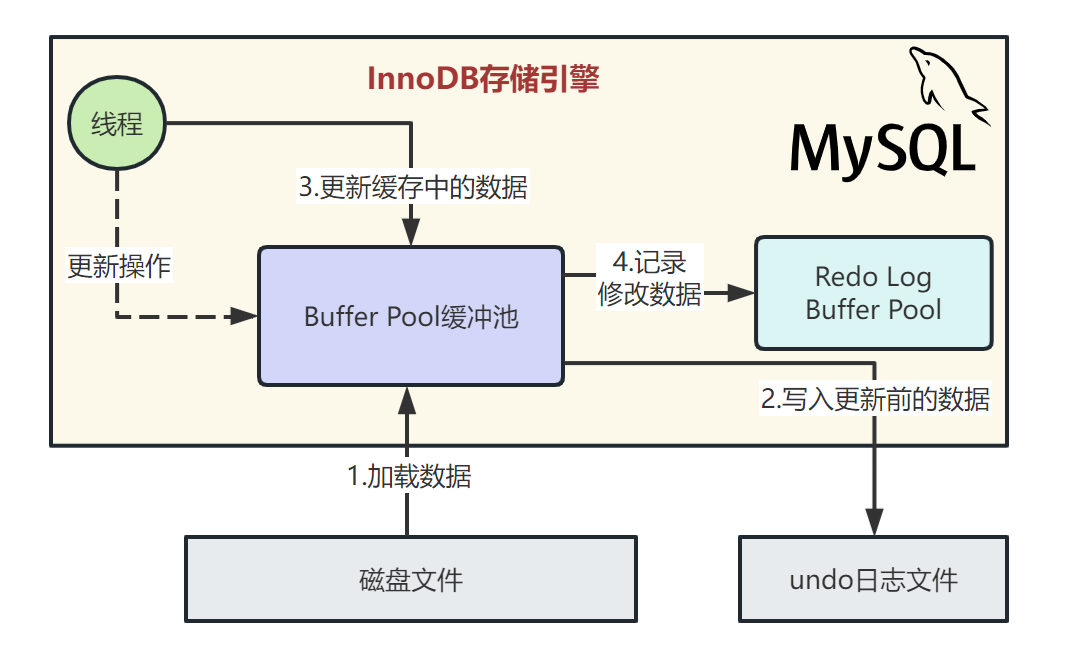 InnoDB存储引擎
MySQL
线程
3.更新缓存中的数据
更新操作
Buffer Pool缓冲池
4.记录
修改数据
Redo Log
Buffer Pool
2.写入更新前的数据
1.加载数据
磁盘文件
undo日志文件